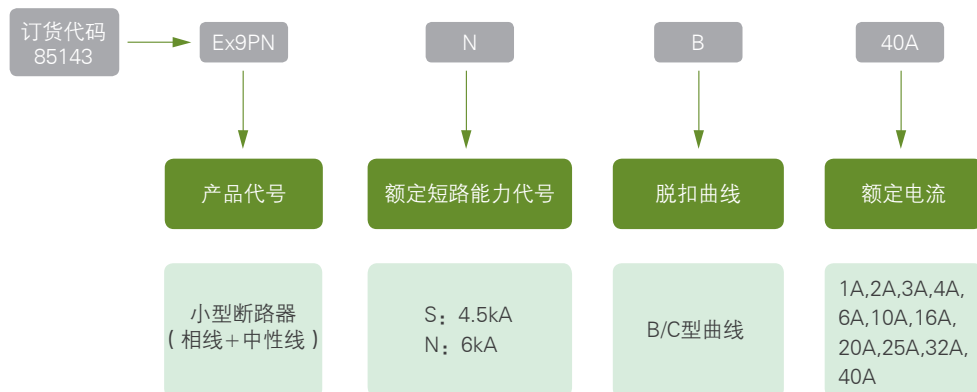 订货代码
85143
Ex9PN
N
B
40A
产品代号
额定短路能力代号
脱扣曲线
额定电流
小型断路器
（相线＋中性线）
S：4.5kA
N：6kA
B/C型曲线
1A,2A,3A,4A,
6A,10A,16A,
20A,25A,32A,
40A